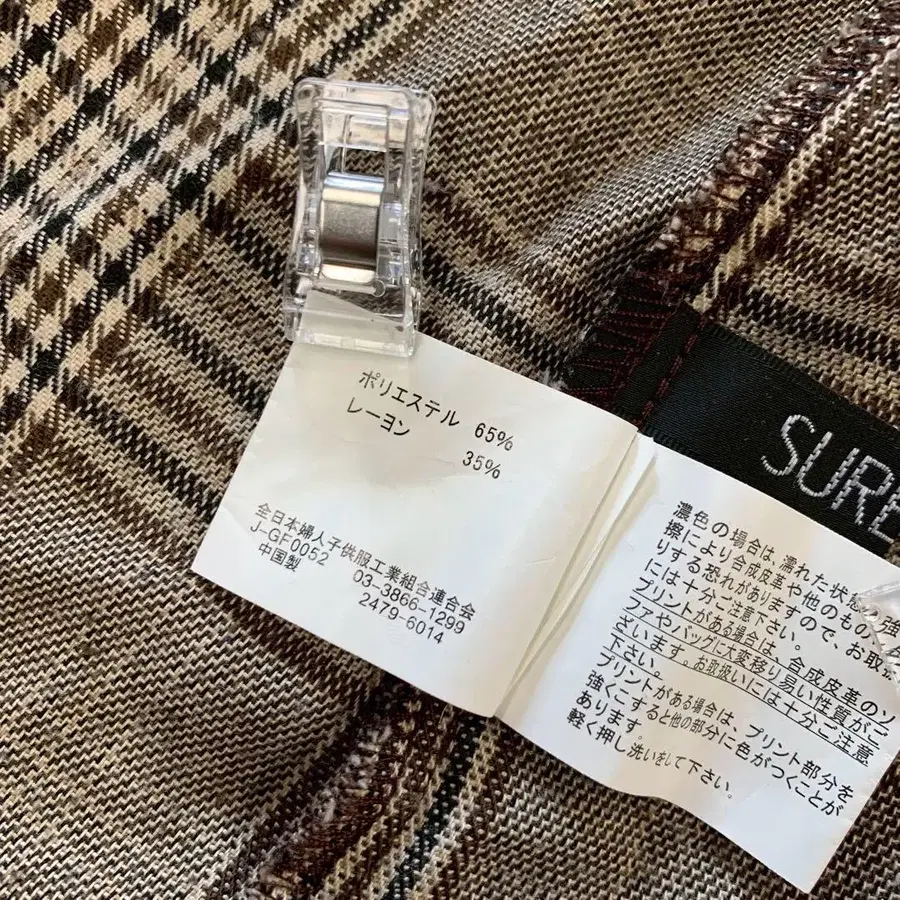 ポリエステル 65%
レーヨン 35%
全日本婦人子供服工業組合連合会
J-GF0052 03-3866-1299
中国製 2479-6014
SURE
濃色の場合は、濡れた状態 強
擦により合成皮革や他のもの
りする恐れがありますので、お取扱
には十分ご注意下さい。
プリントがある場合は、合成皮革のソ
ファやバッグに大変移り易い性質がご
ざいます。お取扱いには十分ご注意
下さい。
プリントがある場合は、プリント部分を
強くこすると他の部分に色がつくことが
あります。
軽く押し洗いをして下さい。